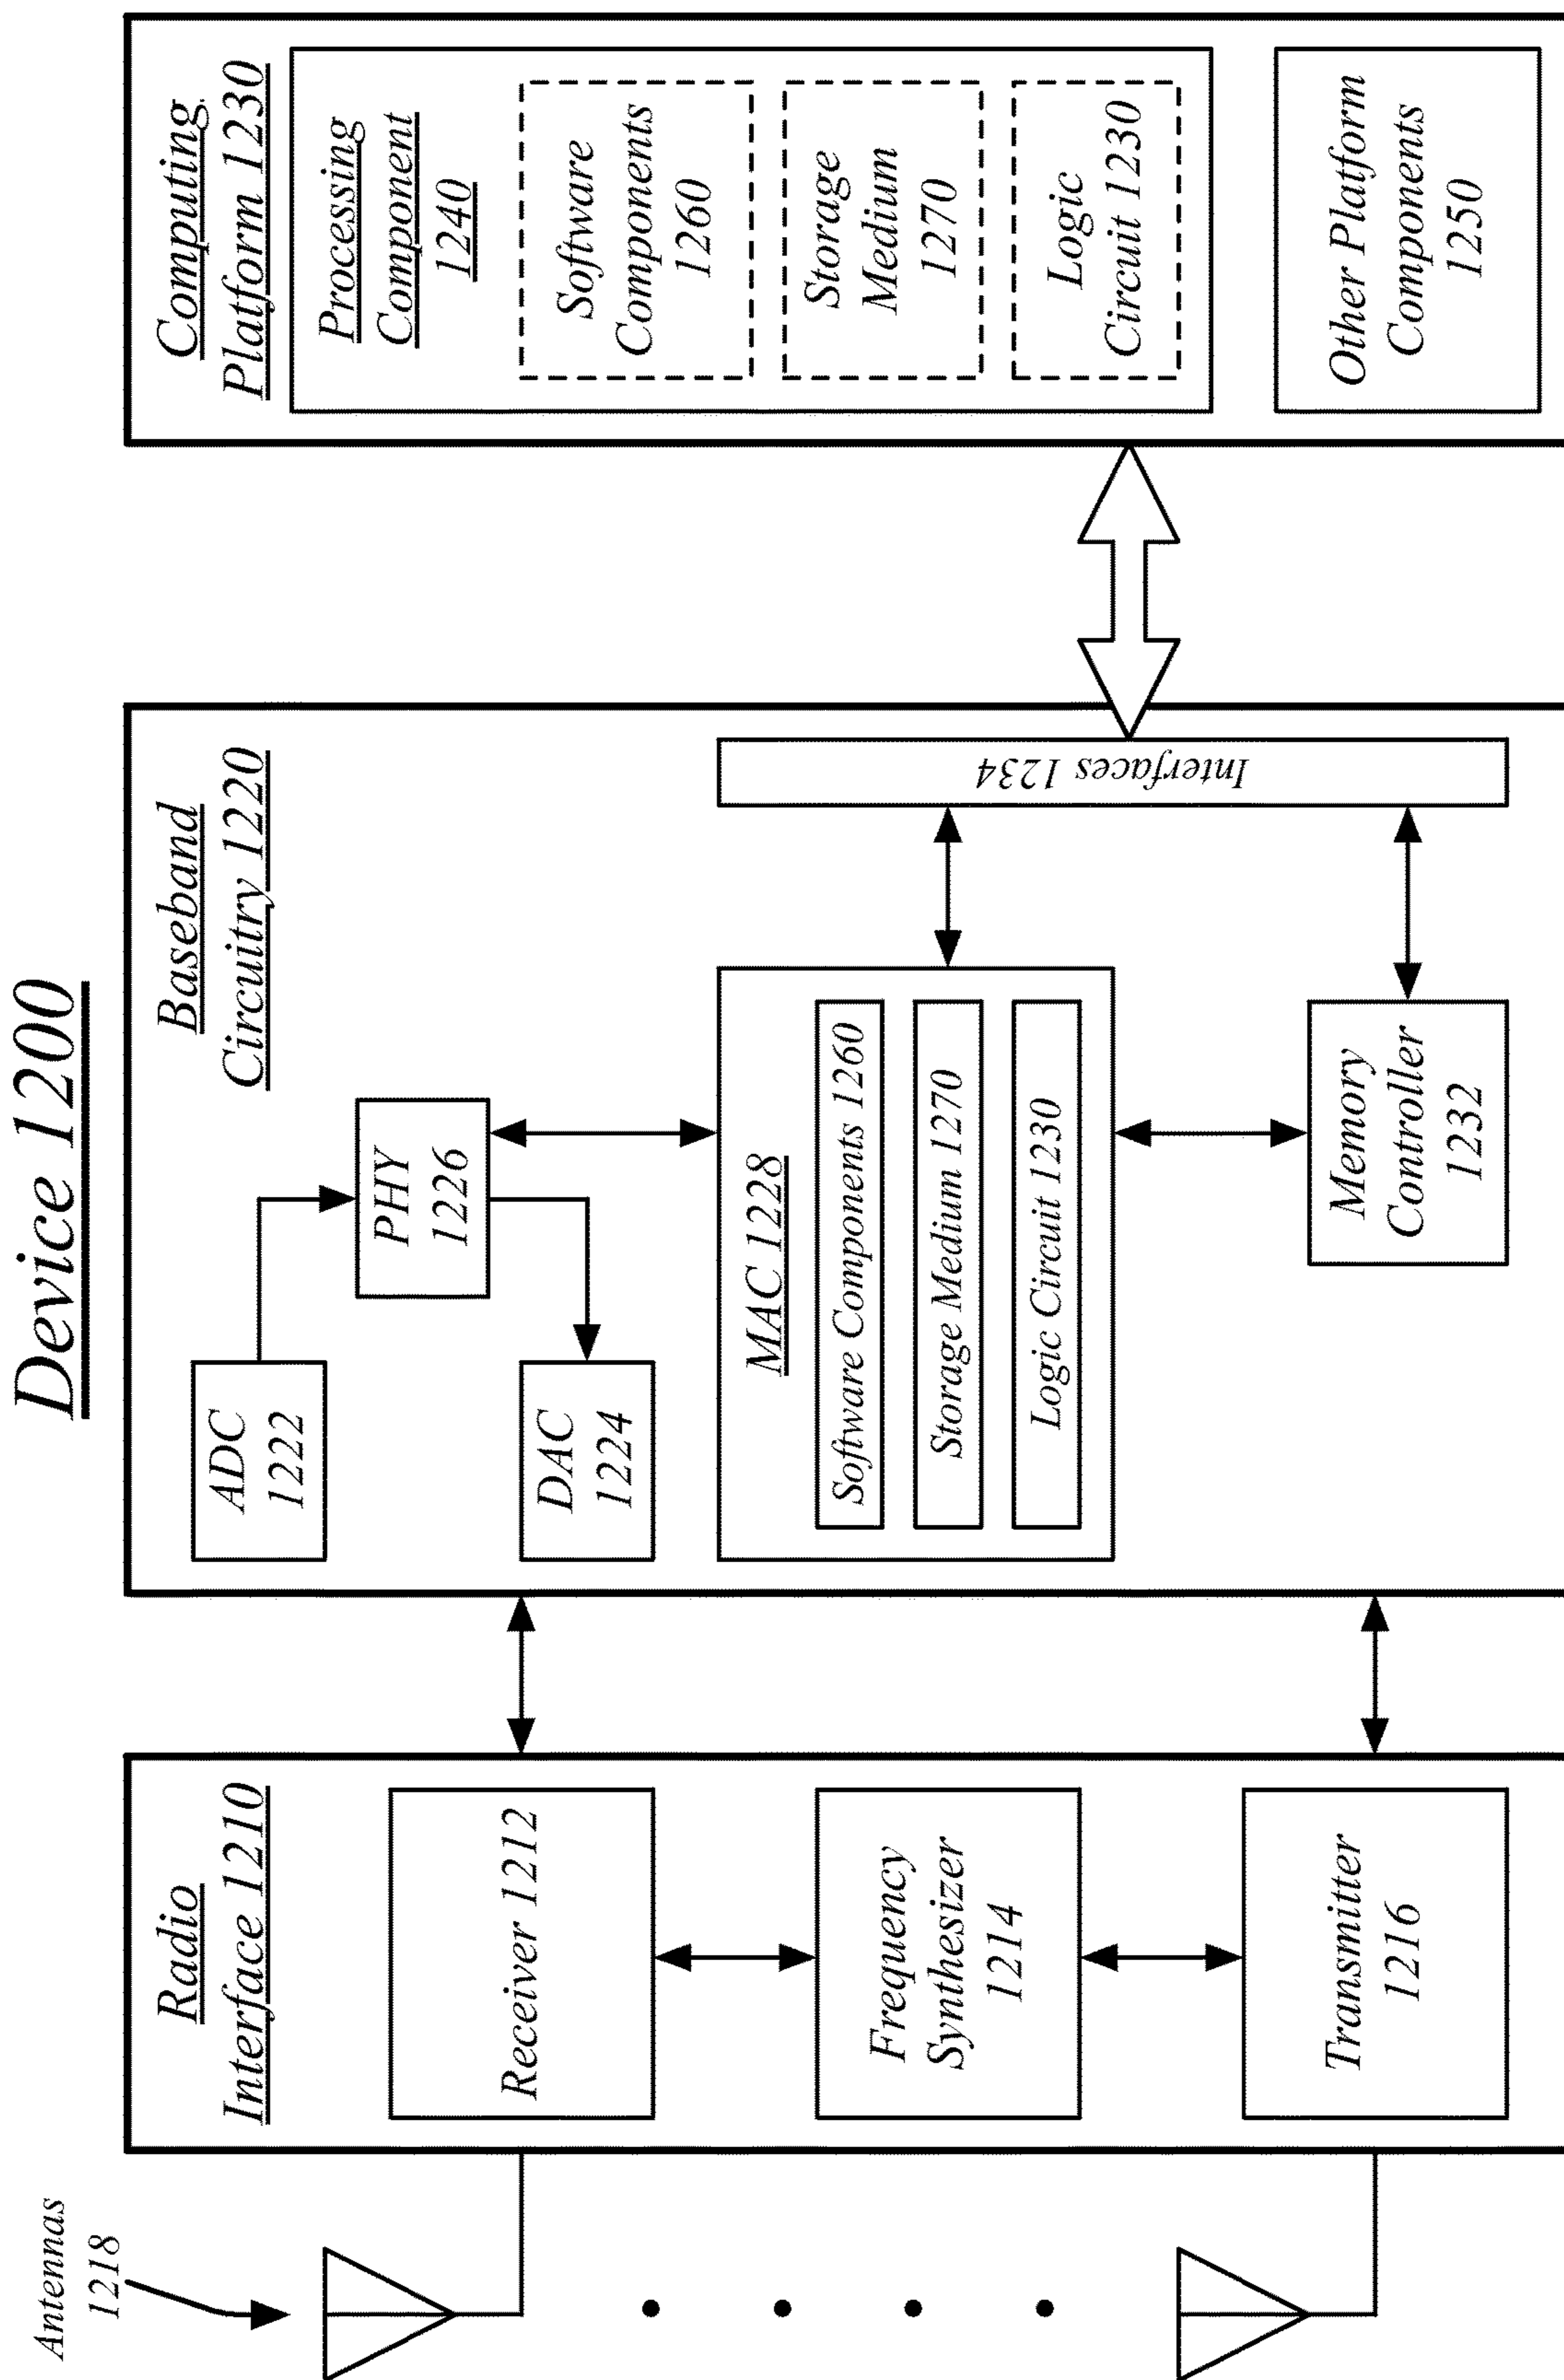 Device 1200
Antennas
1218
Radio
Interface 1210
Receiver 1212
Frequency
Synthesizer
1214
Transmitter
1216
Baseband
Circuitry 1220
ADC
1222
PHY
1226
DAC
1224
MAC 1228
Software Components 1260
Storage Medium 1270
Logic Circuit 1230
Memory
Controller
1232
Interfaces 1234
Computing
Platform 1230
Processing
Component
1240
Software
Components
1260
Storage
Medium
1270
Logic
Circuit 1230
Other Platform
Components
1250